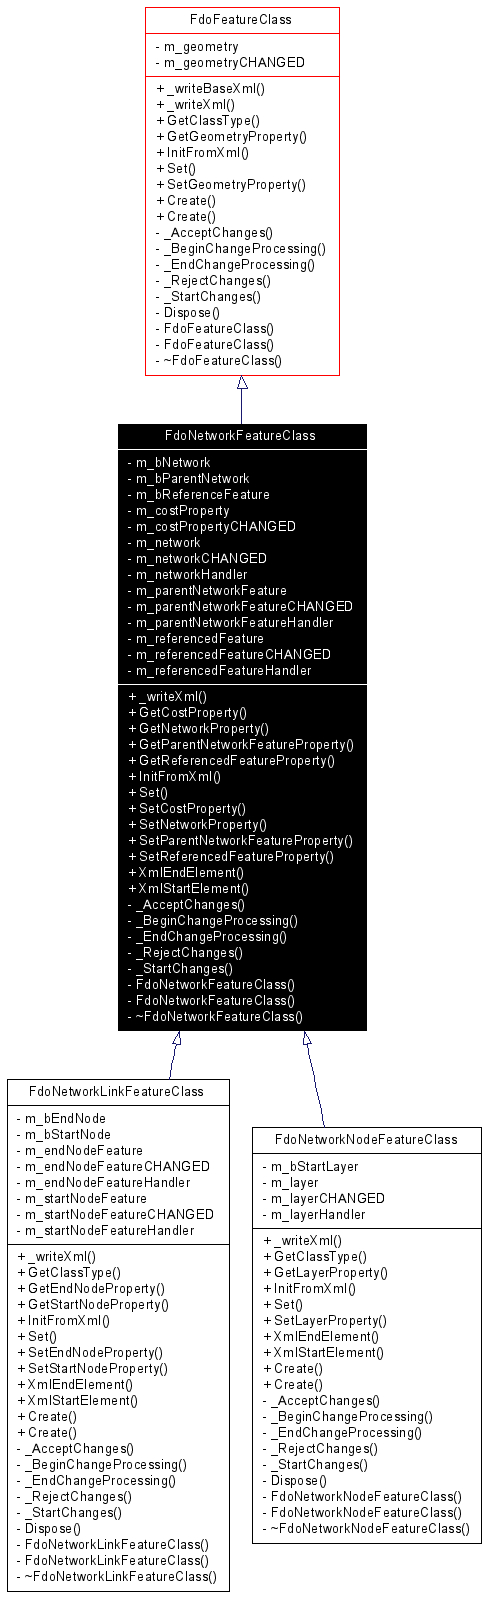 FdoFeatureClass
- m_geometry
- m_geometryCHANGED
+ _writeBaseXml()
+ _writeXml()
+ GetClassType()
+ GetGeometryProperty()
+ InitFromXml()
+ Set()
+ SetGeometryProperty()
+ Create()
+ Create()
- _AcceptChanges()
- _BeginChangeProcessing()
- _EndChangeProcessing()
- _RejectChanges()
- _StartChanges()
- Dispose()
- FdoFeatureClass()
- FdoFeatureClass()
- ~FdoFeatureClass()
FdoNetworkFeatureClass
- m_bNetwork
- m_bParentNetwork
- m_bReferenceFeature
- m_costProperty
- m_costPropertyCHANGED
- m_network
- m_networkCHANGED
- m_networkHandler
- m_parentNetworkFeature
- m_parentNetworkFeatureCHANGED
- m_parentNetworkFeatureHandler
- m_referencedFeature
- m_referencedFeatureCHANGED
- m_referencedFeatureHandler
+ _writeXml()
+ GetCostProperty()
+ GetNetworkProperty()
+ GetParentNetworkFeatureProperty()
+ GetReferencedFeatureProperty()
+ InitFromXml()
+ Set()
+ SetCostProperty()
+ SetNetworkProperty()
+ SetParentNetworkFeatureProperty()
+ SetReferencedFeatureProperty()
+ XmlEndElement()
+ XmlStartElement()
- _AcceptChanges()
- _BeginChangeProcessing()
- _EndChangeProcessing()
- _RejectChanges()
- _StartChanges()
- FdoNetworkFeatureClass()
- FdoNetworkFeatureClass()
- ~FdoNetworkFeatureClass()
FdoNetworkLinkFeatureClass
- m_bEndNode
- m_bStartNode
- m_endNodeFeature
- m_endNodeFeatureCHANGED
- m_endNodeFeatureHandler
- m_startNodeFeature
- m_startNodeFeatureCHANGED
- m_startNodeFeatureHandler
+ _writeXml()
+ GetClassType()
+ GetEndNodeProperty()
+ GetStartNodeProperty()
+ InitFromXml()
+ Set()
+ SetEndNodeProperty()
+ SetStartNodeProperty()
+ XmlEndElement()
+ XmlStartElement()
+ Create()
+ Create()
- _AcceptChanges()
- _BeginChangeProcessing()
- _EndChangeProcessing()
- _RejectChanges()
- _StartChanges()
- Dispose()
- FdoNetworkLinkFeatureClass()
- FdoNetworkLinkFeatureClass()
- ~FdoNetworkLinkFeatureClass()
FdoNetworkNodeFeatureClass
- m_bStartLayer
- m_layer
- m_layerCHANGED
- m_layerHandler
+ _writeXml()
+ GetClassType()
+ GetLayerProperty()
+ InitFromXml()
+ Set()
+ SetLayerProperty()
+ XmlEndElement()
+ XmlStartElement()
+ Create()
+ Create()
- _AcceptChanges()
- _BeginChangeProcessing()
- _EndChangeProcessing()
- _RejectChanges()
- _StartChanges()
- Dispose()
- FdoNetworkNodeFeatureClass()
- FdoNetworkNodeFeatureClass()
- ~FdoNetworkNodeFeatureClass()